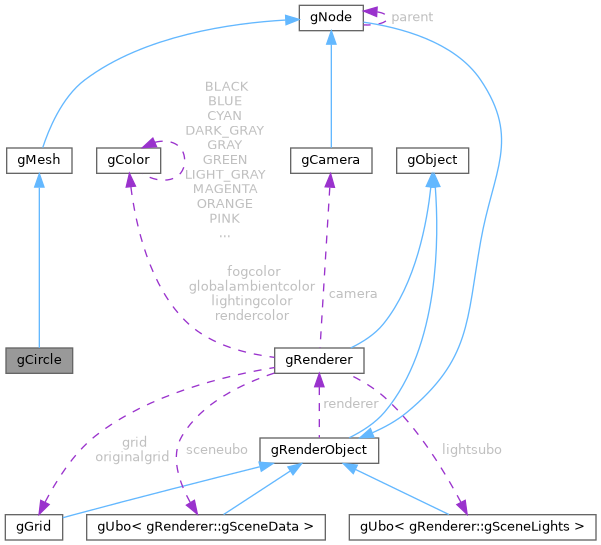 gNode
parent
BLACK
BLUE
CYAN
DARK_GRAY
GRAY
GREEN
LIGHT_GRAY
MAGENTA
ORANGE
PINK
...
gMesh
gColor
gCamera
gObject
fogcolor
globalambientcolor
lightingcolor
rendercolor
camera
gCircle
gRenderer
renderer
grid
originalgrid
sceneubo
gRenderObject
lightsubo
gGrid
gUbo< gRenderer::gSceneData >
gUbo< gRenderer::gSceneLights >